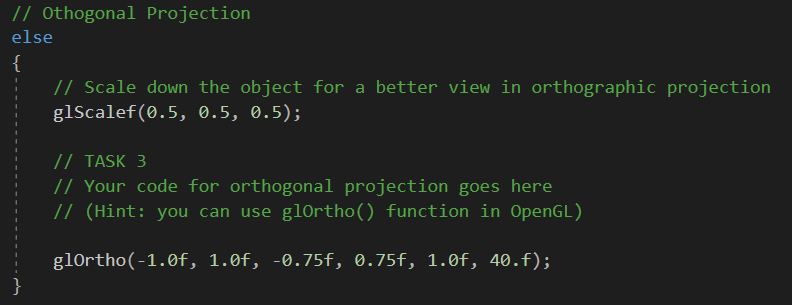 // Othogonal Projection
else
{
// Scale down the object for a better view in orthographic projection
glScalef(0.5, 0.5, 0.5);
// TASK 3
// Your code for orthogonal projection goes here
// (Hint: you can use glOrtho() function in OpenGL)
glOrtho(-1.0f, 1.0f, -0.75f, 0.75f, 1.0f, 40.f);
}